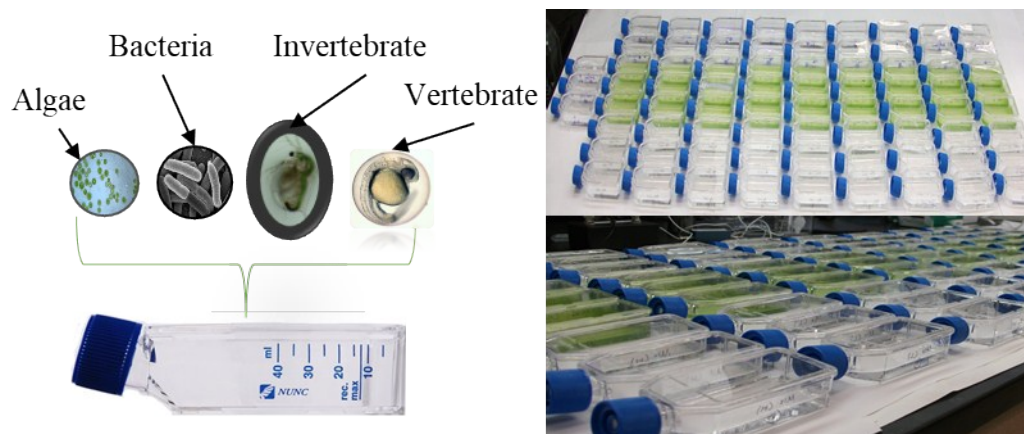 Bacteria
Invertebrate
Algae
Vertebrate
ml
40
30
20
10
rec.
max
NUNC